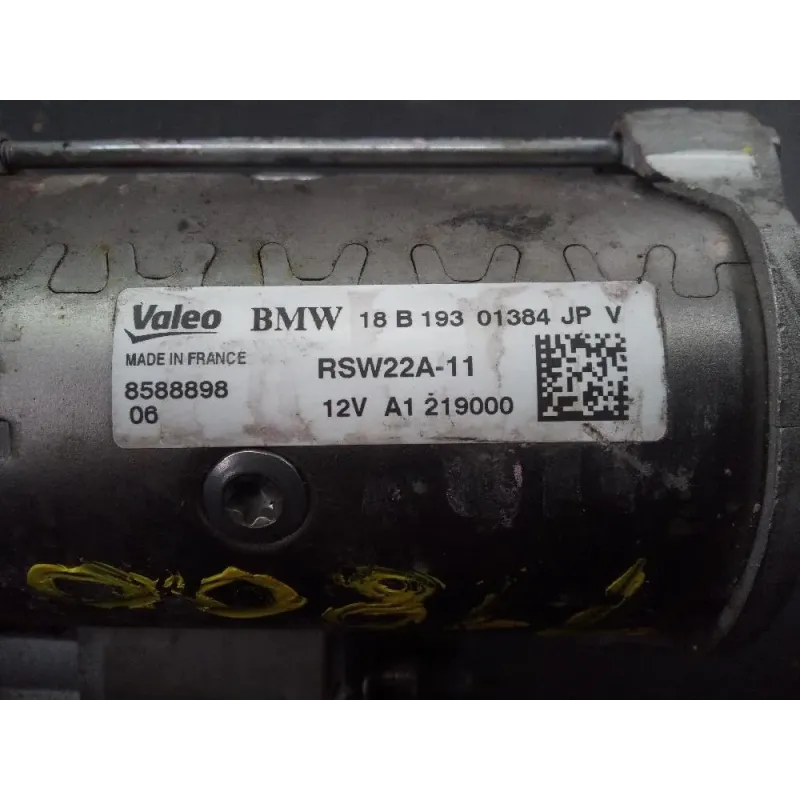 Valeo BMW 18 B 193 01384 JP V
MADE IN FRANCE RSW22A-11
8588898 12V A1 219000
06